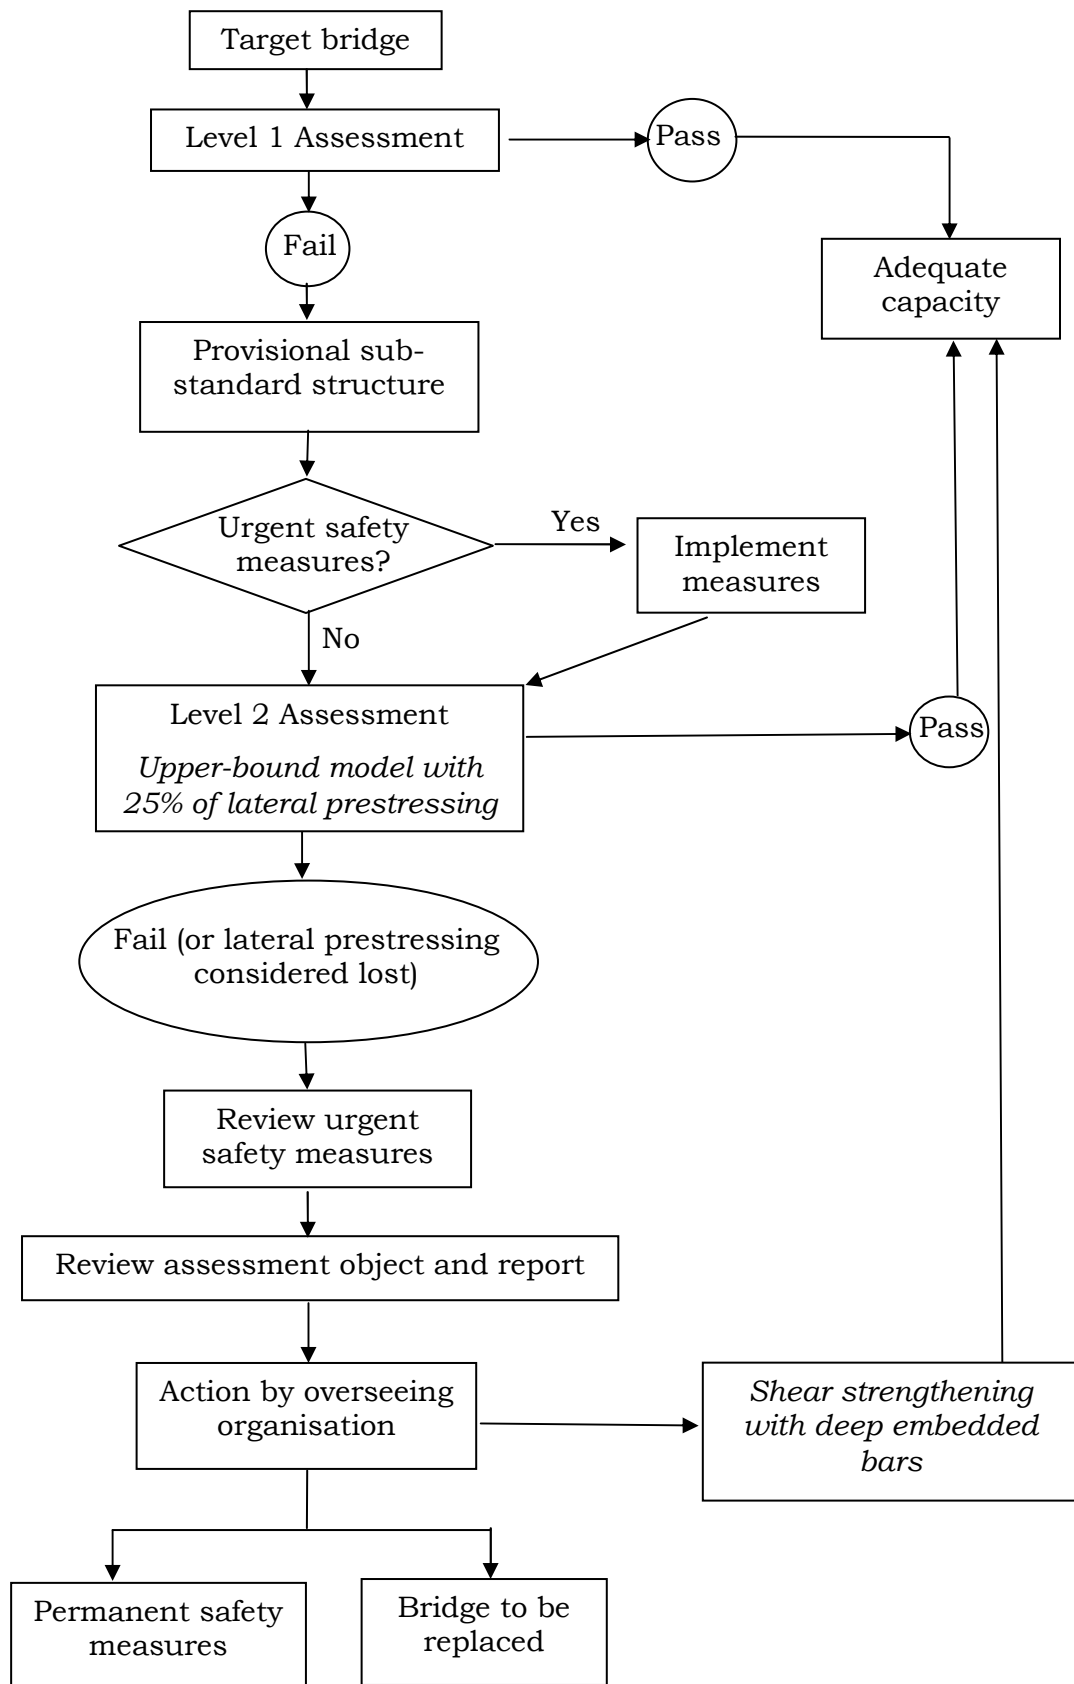 Target bridge
Level 1 Assessment
Pass
Fail
Adequate
capacity
Provisional sub-
standard structure
Urgent safety
measures?
Yes
Implement
measures
No
Level 2 Assessment
Upper-bound model with
25% of lateral prestressing
Pass
Fail (or lateral prestressing
considered lost)
Review urgent
safety measures
Review assessment object and report
Action by overseeing
organisation
Shear strengthening
with deep embedded
bars
Permanent safety
measures
Bridge to be
replaced